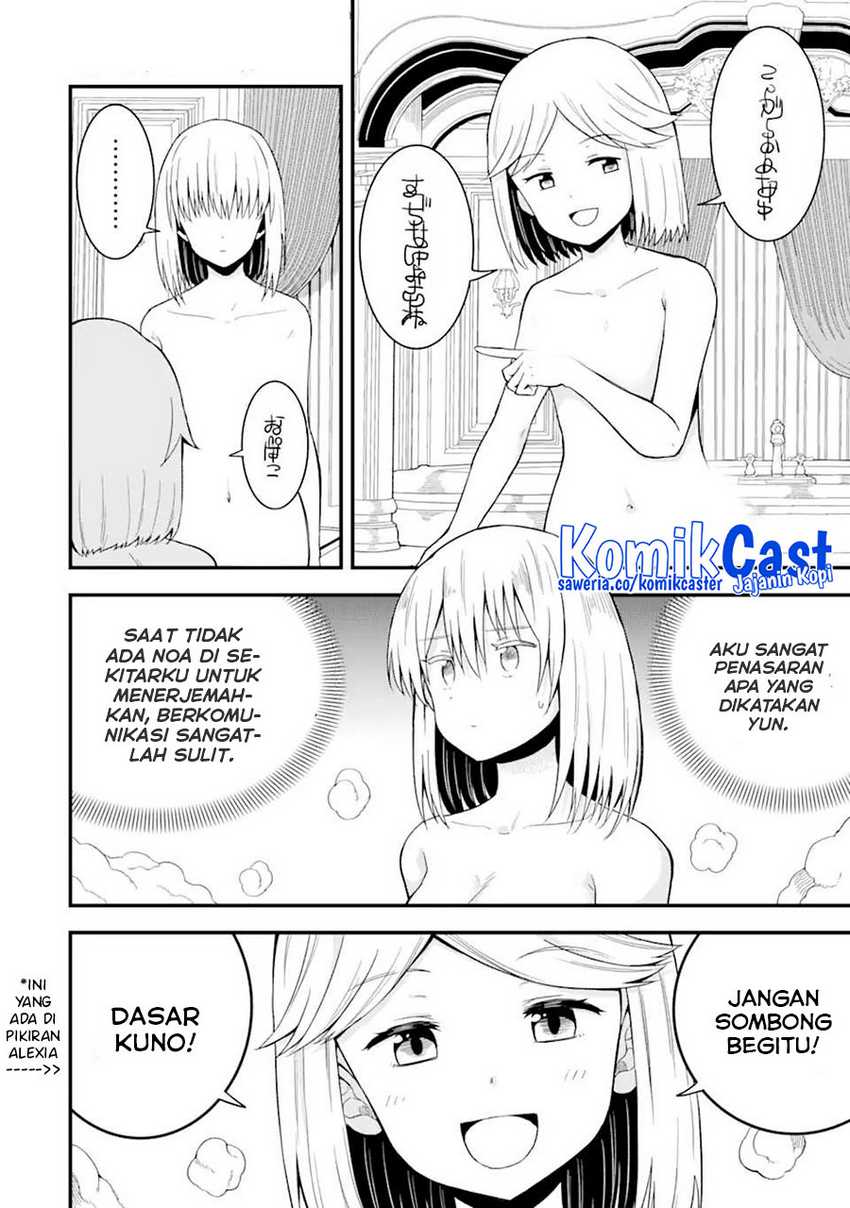 ………
KomikCast
saweria.co/komikcaster
Jajanin Kopi
AKU SANGAT
PENASARAN
APA YANG
DIKATAKAN
YUN.
SAAT TIDAK
ADA NOA DI SE-
KITARKU UNTUK
MENERJEMAH-
KAN, BERKOMU-
NIKASI SANGAT-
LAH SULIT.
JANGAN
SOMBONG
BEGITU!
DASAR
KUNO!
*INI
YANG
ADA DI
PIKIRAN
ALEXIA
----->>